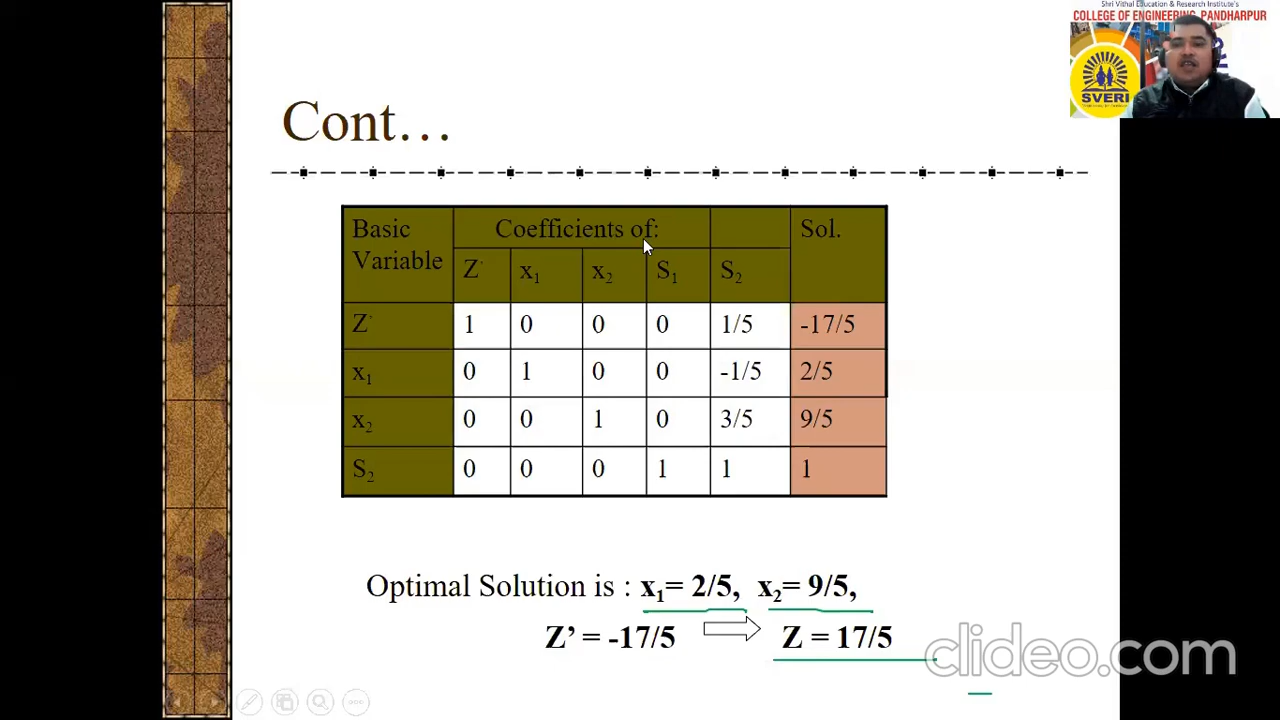 Shri Vithal Education & Research Institute's
COLLEGE OF ENGINEERING, PANDHARPUR
SVERI
Cont…
Basic Variable Coefficients of: Sol.
Z' x1 x2 S1 S2
Z' 1 0 0 0 1/5 -17/5
x1 0 1 0 0 -1/5 2/5
x2 0 0 1 0 3/5 9/5
S2 0 0 0 1 1 1
Optimal Solution is : x1= 2/5, x2= 9/5,
Z’ = -17/5 Z = 17/5
clideo.com